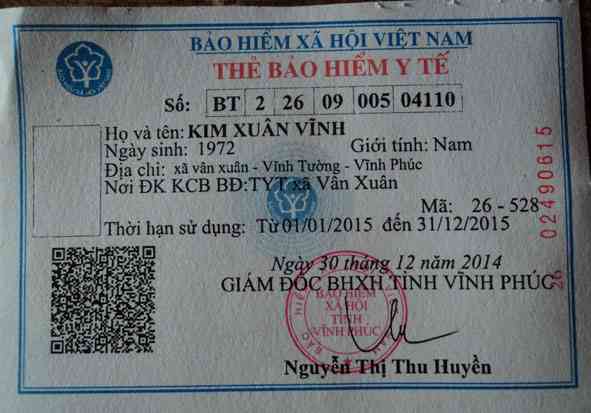 BẢO HIỂM XÃ HỘI VIỆT NAM
THẺ BẢO HIỂM Y TẾ
Số: BT 2 26 09 005 04110
Họ và tên: KIM XUÂN VĨNH
Ngày sinh: 1972 Giới tính: Nam
Địa chỉ: xã vân xuân - Vĩnh Tường - Vĩnh Phúc
Nơi ĐK KCB BĐ: TYT xã Vân Xuân
Mã: 26 - 528
Thời hạn sử dụng: Từ 01/01/2015 đến 31/12/2015
02490615
26
Ngày 30 tháng 12 năm 2014
GIÁM ĐỐC BHXH TỈNH VĨNH PHÚC
BẢO HIỂM
XÃ HỘI
TỈNH
VĨNH PHÚC
Nguyễn Thị Thu Huyền